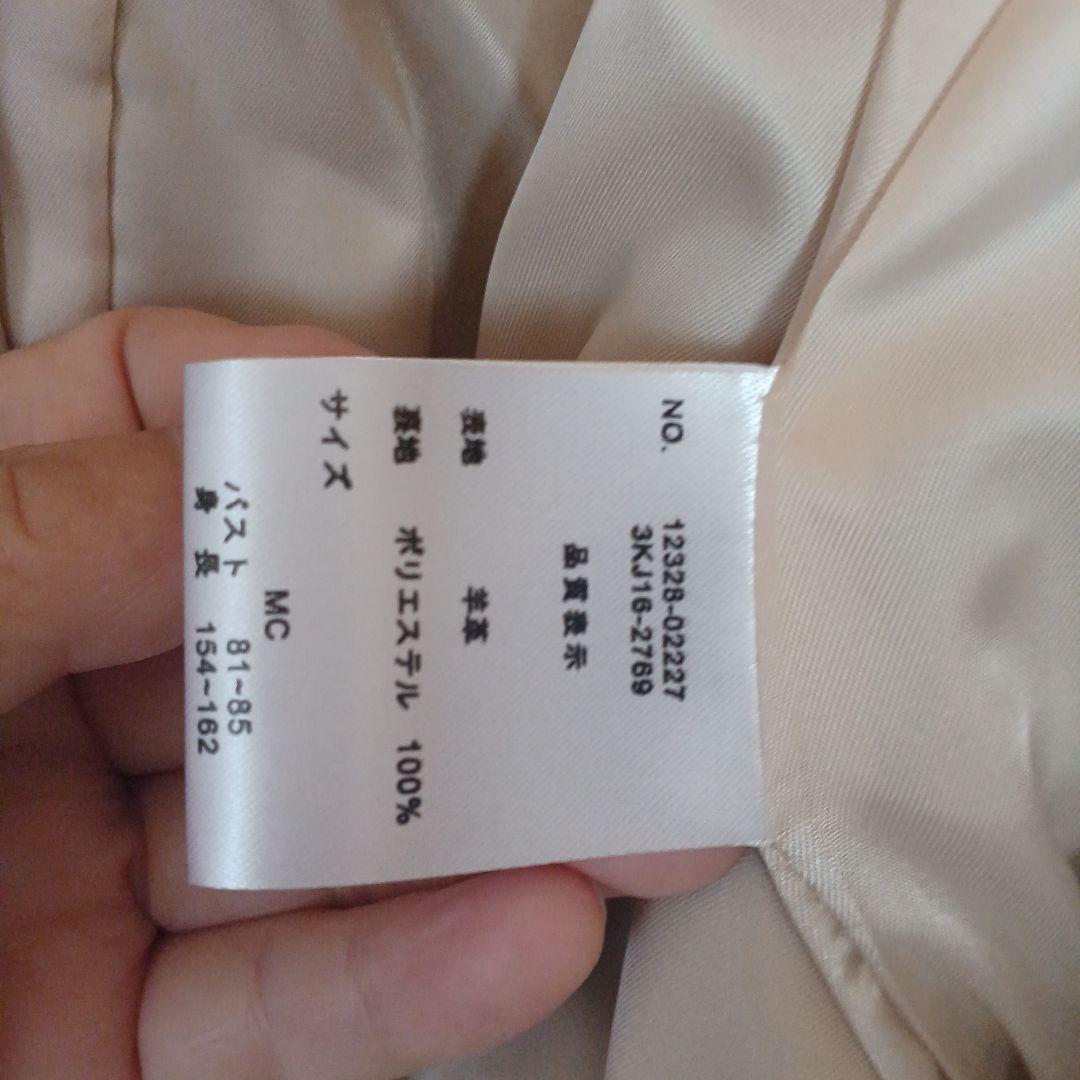 NO. 12328-02227
3KJ16-2769
品質表示
表地 羊革
裏地 ポリエステル 100%
サイズ
MC
バスト 81~85
身長 154~162